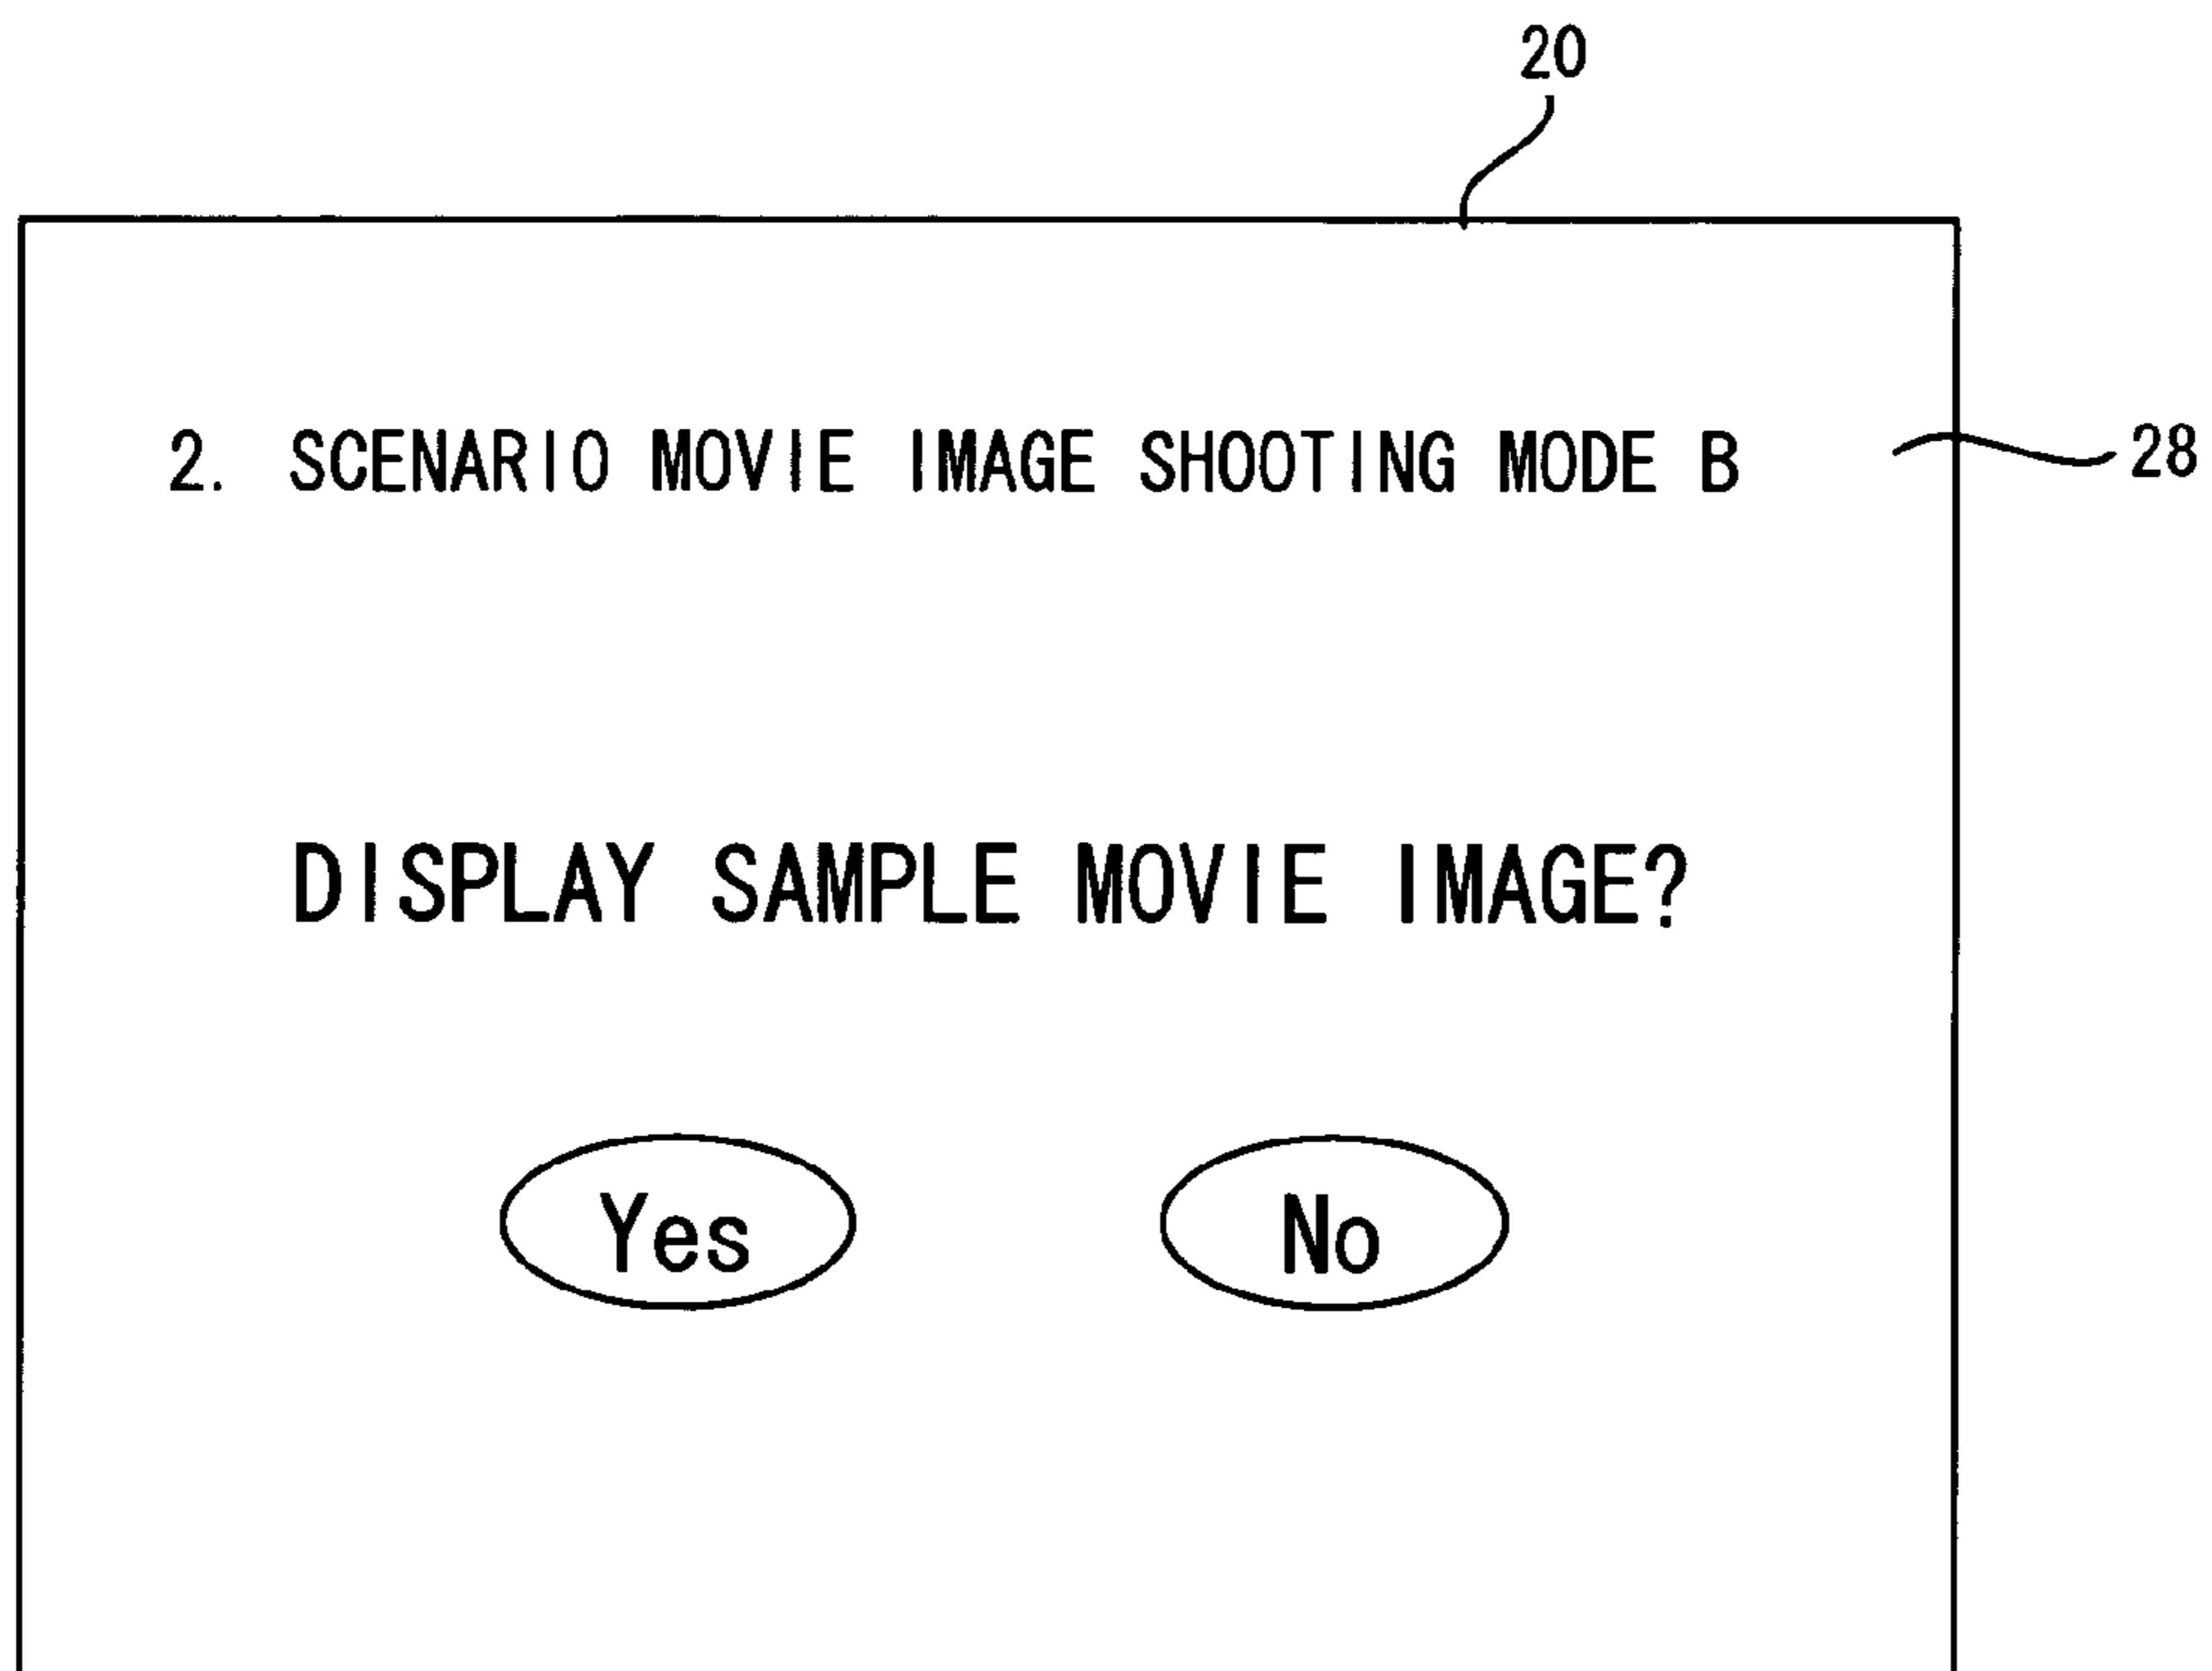 20
2. SCENARIO MOVIE IMAGE SHOOTING MODE B
28
DISPLAY SAMPLE MOVIE IMAGE?
Yes
No